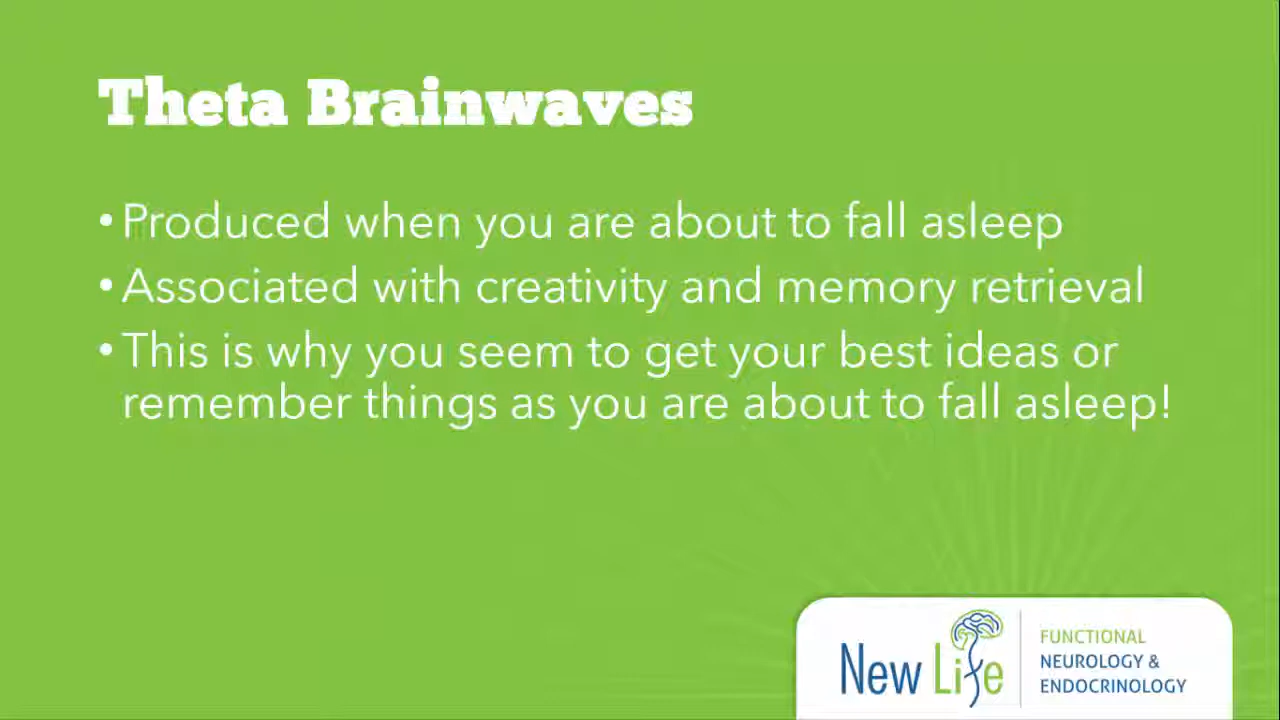 Theta Brainwaves
• Produced when you are about to fall asleep
• Associated with creativity and memory retrieval
• This is why you seem to get your best ideas or
remember things as you are about to fall asleep!
New Life
FUNCTIONAL
NEUROLOGY &
ENDOCRINOLOGY